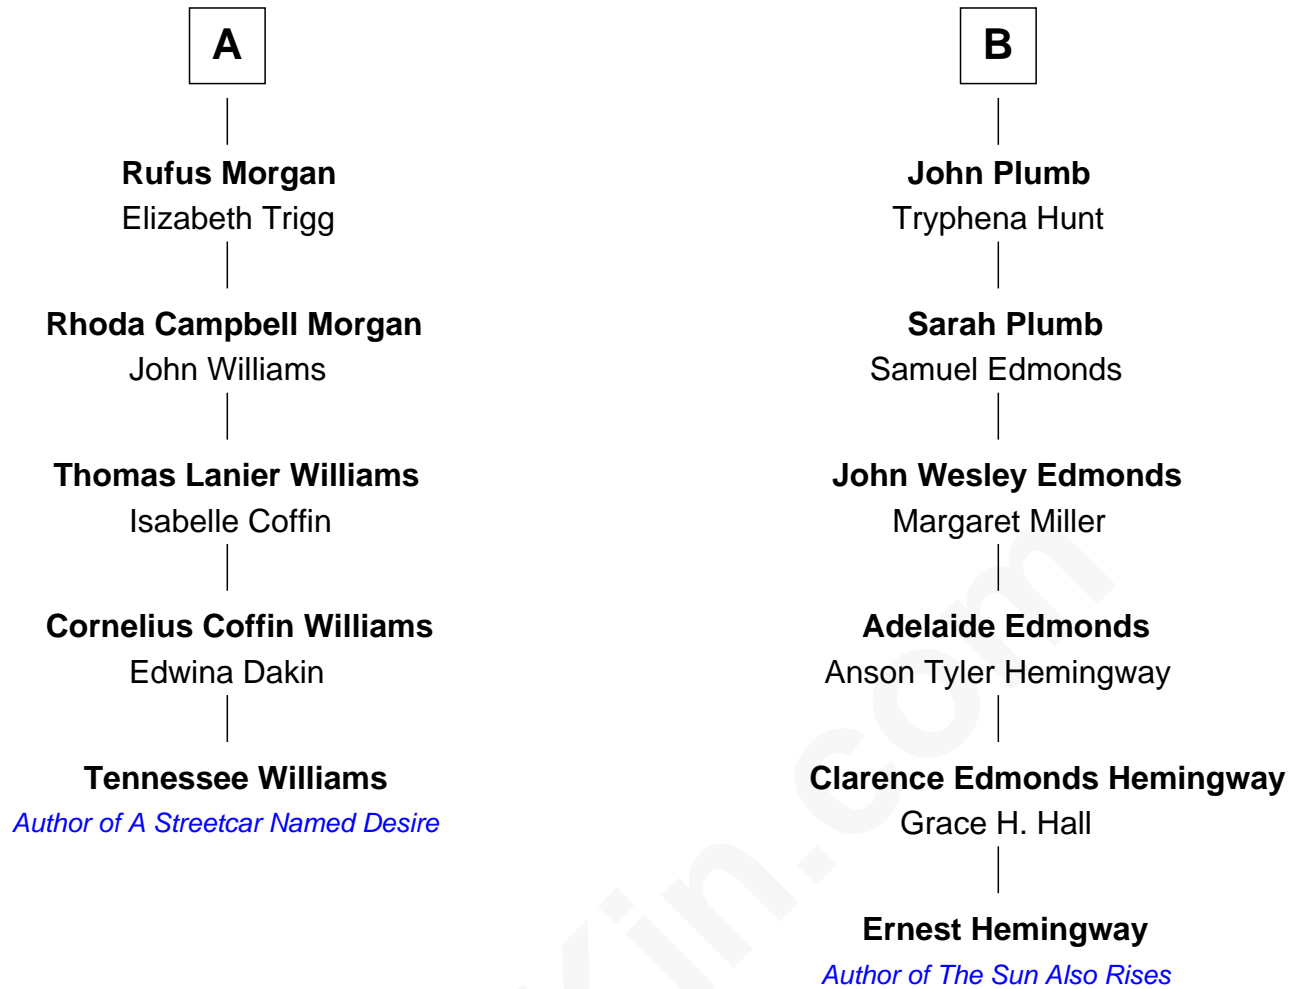 A
Rufus Morgan
Elizabeth Trigg
Rhoda Campbell Morgan
John Williams
Thomas Lanier Williams
Isabelle Coffin
Cornelius Coffin Williams
Edwina Dakin
Tennessee Williams
Author of A Streetcar Named Desire
B
John Plumb
Tryphena Hunt
Sarah Plumb
Samuel Edmonds
John Wesley Edmonds
Margaret Miller
Adelaide Edmonds
Anson Tyler Hemingway
Clarence Edmonds Hemingway
Grace H. Hall
Ernest Hemingway
Author of The Sun Also Rises
Kin.com